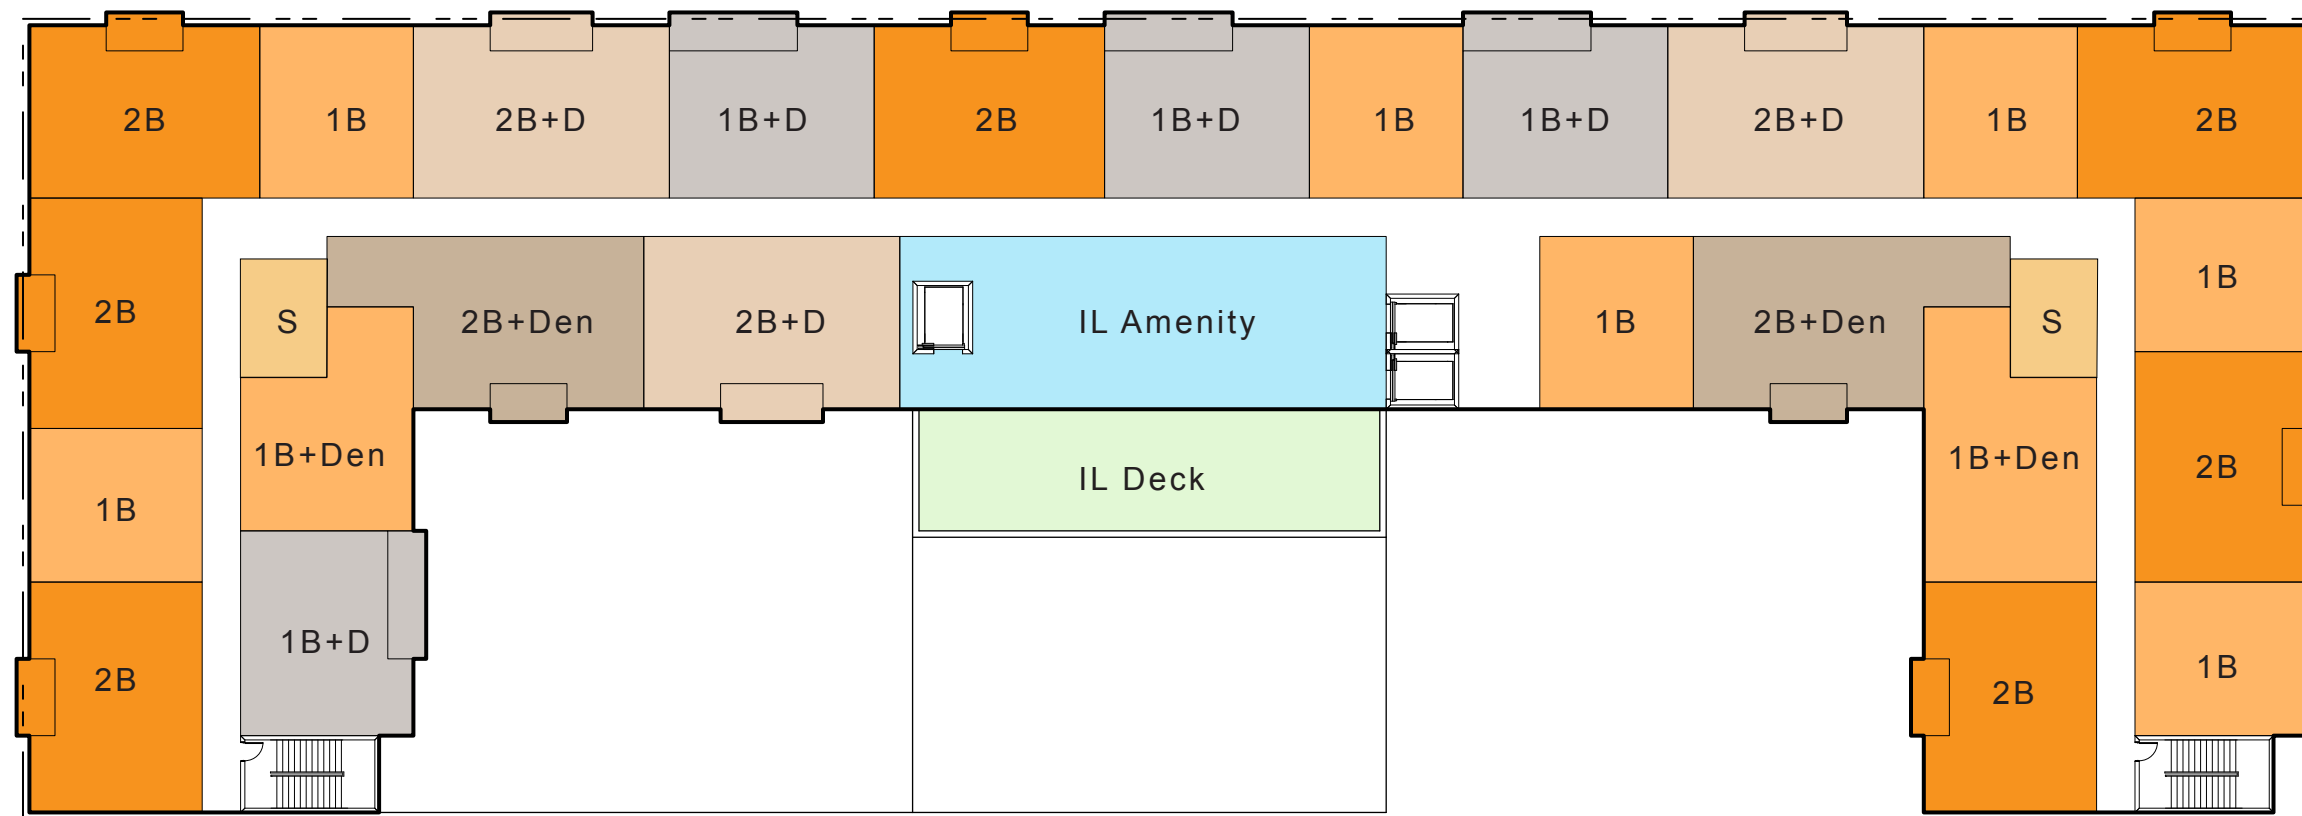 2B
1B
2B+D
1B+D
2B
1B+D
1B
1B+D
2B+D
1B
2B
2B
S
2B+Den
2B+D
IL Amenity
1B
2B+Den
S
1B
1B+Den
IL Deck
1B+Den
2B
1B
1B+D
2B
2B
1B